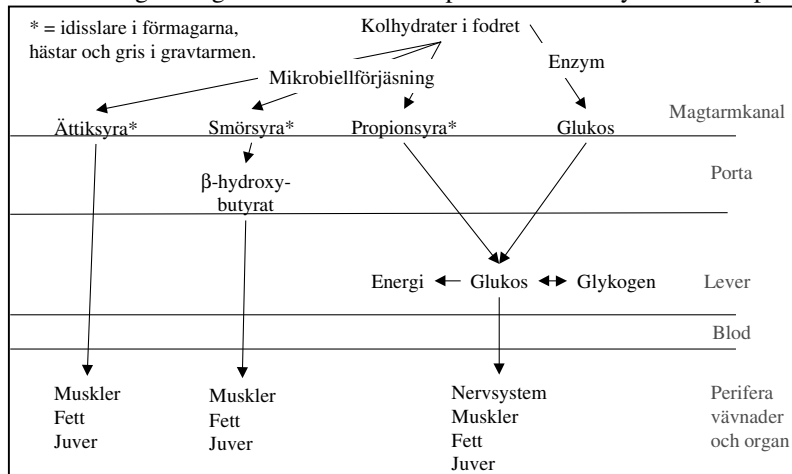 * = idisslare i förmagarna,
hästar och gris i gravtarmen.
Kolhydrater i fodret
Enzym
Mikrobiellförjäsning
Ättiksyra*
Smörsyra*
Propionsyra*
Glukos
Magtarmkanal
β-hydroxy-
butyrat
Porta
Energi
Glukos
Glykogen
Lever
Blod
Muskler
Fett
Juver
Muskler
Fett
Juver
Nervsystem
Muskler
Fett
Juver
Perifera
vävnader
och organ